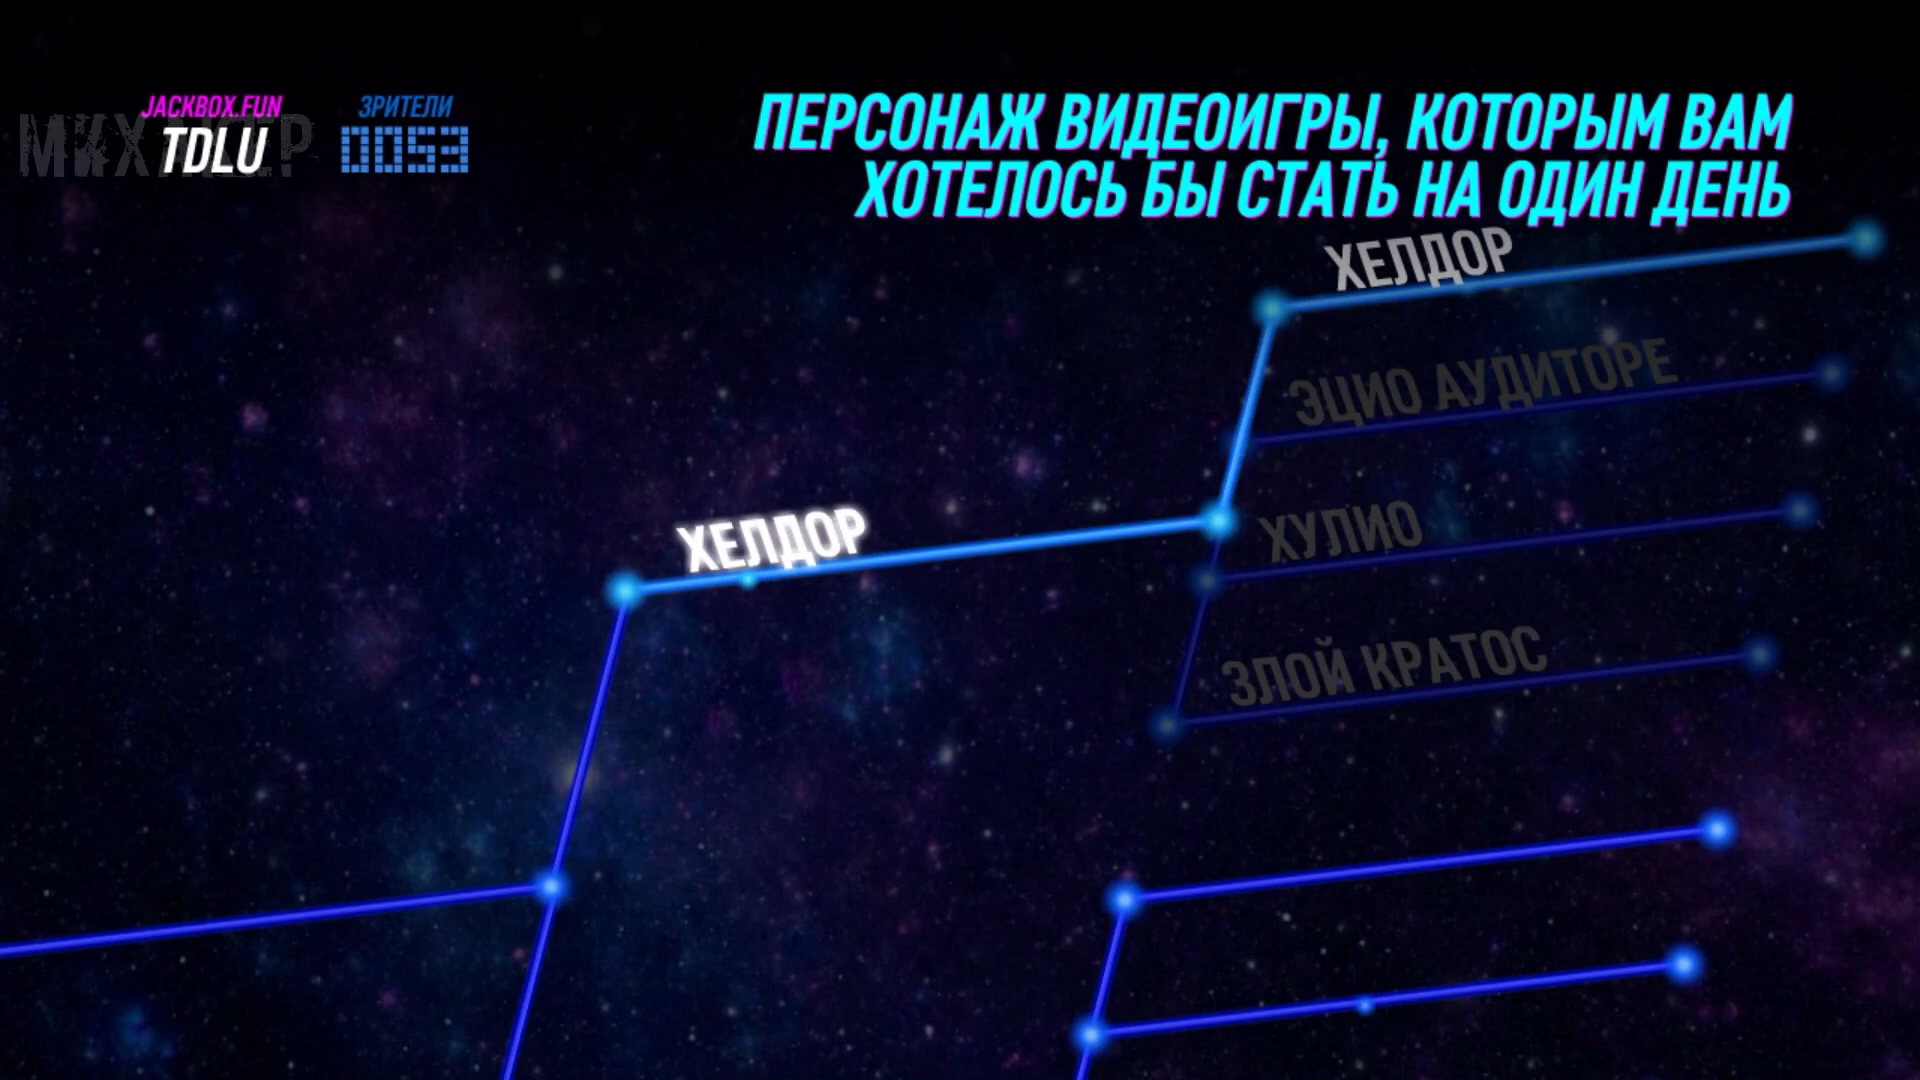 JACKBOX.FUN
TDLU
ЗРИТЕЛИ
0053
ПЕРСОНАЖ ВИДЕОИГРЫ, КОТОРЫМ ВАМ
ХОТЕЛОСЬ БЫ СТАТЬ НА ОДИН ДЕНЬ
ХЕЛДОР
ЭЦИО АУДИТОРЕ
ХЕЛДОР
ХУЛИО
ЗЛОЙ КРАТОС